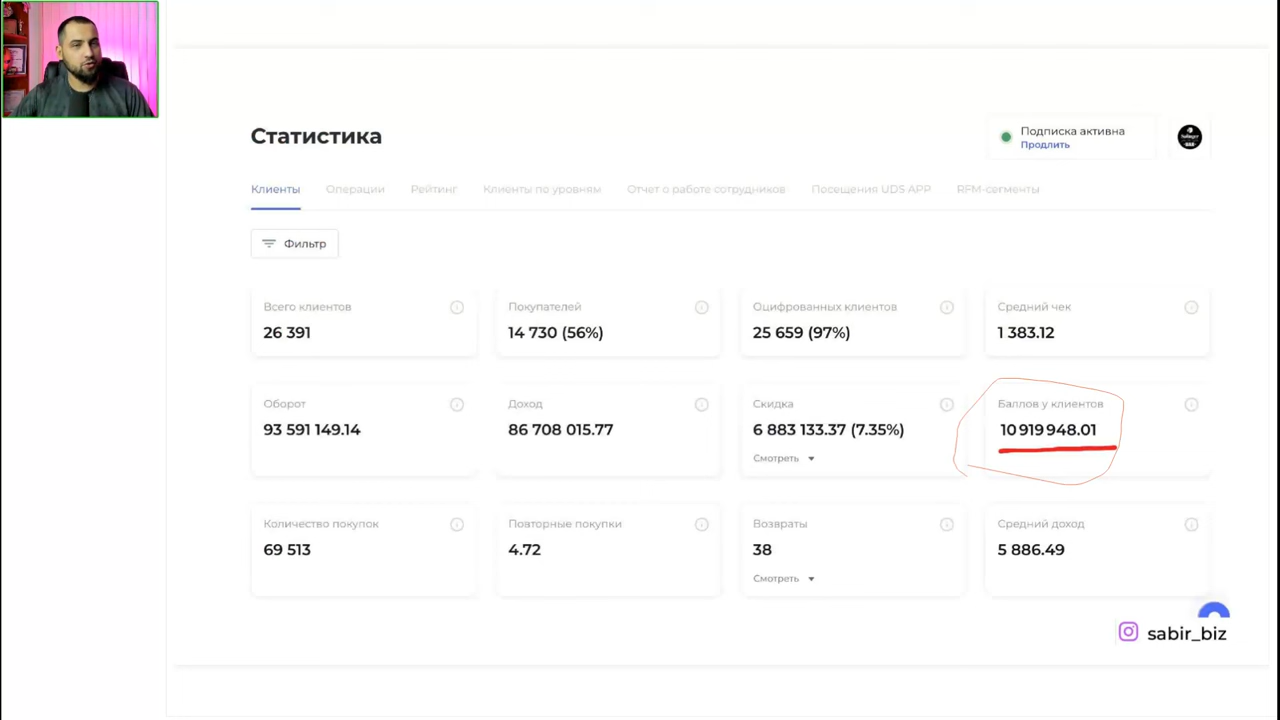 Статистика
Подписка активна
Продлить
Клиенты Операции Рейтинг Клиенты по уровням Отчет о работе сотрудников Посещения UDS APP RFM-сегменты
Фильтр
Всего клиентов
26 391
Покупателей
14 730 (56%)
Оцифрованных клиентов
25 659 (97%)
Средний чек
1 383.12
Оборот
93 591 149.14
Доход
86 708 015.77
Скидка
6 883 133.37 (7.35%)
Смотреть
Баллов у клиентов
10 919 948.01
Количество покупок
69 513
Повторные покупки
4.72
Возвраты
38
Смотреть
Средний доход
5 886.49
sabir_biz